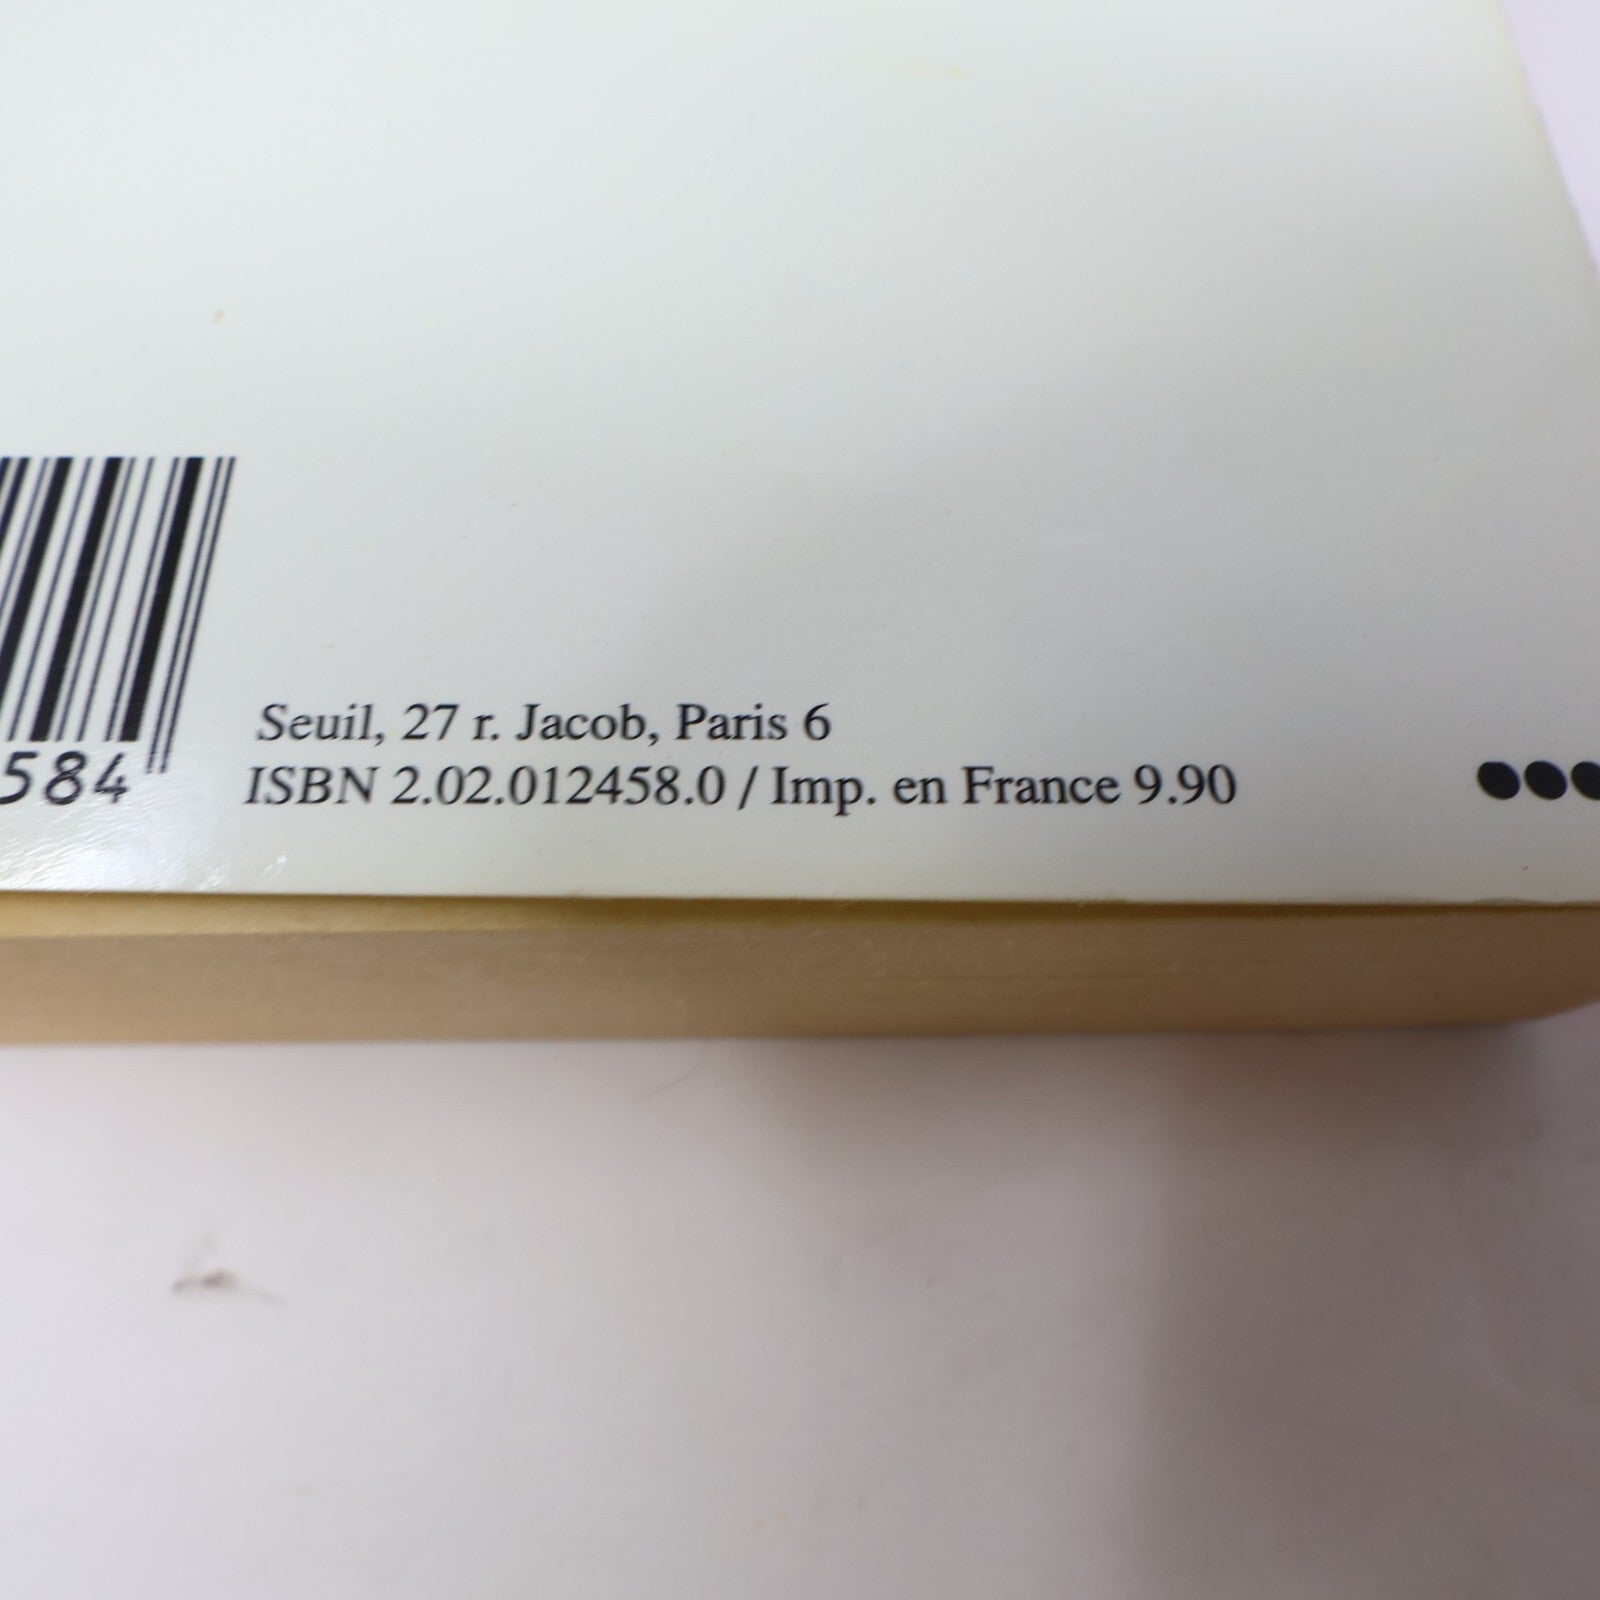 584
Seuil, 27 r. Jacob, Paris 6
ISBN 2.02.012458.0 / Imp. en France 9.90